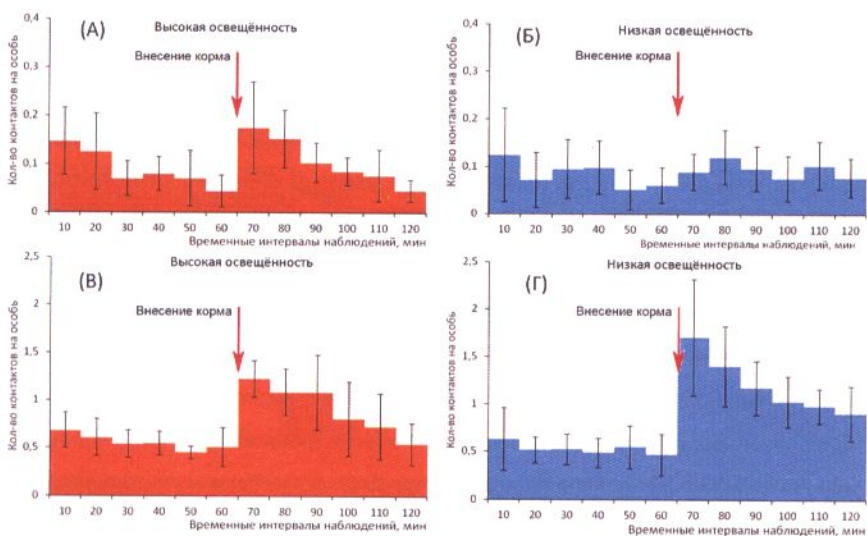 (А)
Высокая освещённость
Внесение корма
Кол-во контактов на особь
0,4
0,3
0,2
0,1
0
10 20 30 40 50 60 70 80 90 100 110 120
Временные интервалы наблюдений, мин
(Б)
Низкая освещённость
Внесение корма
Кол-во контактов на особь
0,4
0,3
0,2
0,1
0
10 20 30 40 50 60 70 80 90 100 110 120
Временные интервалы наблюдений, мин
(В)
Высокая освещённость
Внесение корма
Кол-во контактов на особь
2,5
2
1,5
1
0,5
0
10 20 30 40 50 60 70 80 90 100 110 120
Временные интервалы наблюдений, мин
(Г)
Низкая освещённость
Внесение корма
Кол-во контактов на особь
2,5
2
1,5
1
0,5
0
10 20 30 40 50 60 70 80 90 100 110 120
Временные интервалы наблюдений, мин